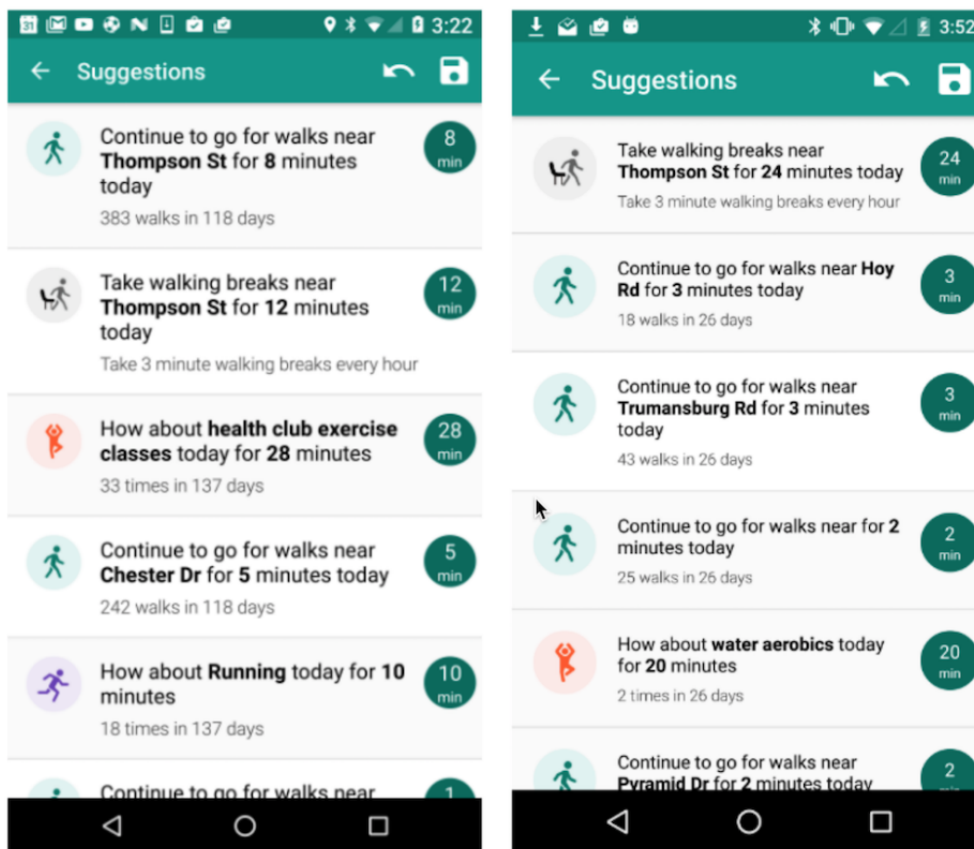 31
3:22
Suggestions
Continue to go for walks near
Thompson St for 8 minutes
today
383 walks in 118 days
8
min
Take walking breaks near
Thompson St for 12 minutes
today
Take 3 minute walking breaks every hour
12
min
How about health club exercise
classes today for 28 minutes
33 times in 137 days
28
min
Continue to go for walks near
Chester Dr for 5 minutes today
242 walks in 118 days
5
min
How about Running today for 10
minutes
18 times in 137 days
10
min
Continue to go for walks near
1
3:52
Suggestions
Take walking breaks near
Thompson St for 24 minutes today
Take 3 minute walking breaks every hour
24
min
Continue to go for walks near Hoy
Rd for 3 minutes today
18 walks in 26 days
3
min
Continue to go for walks near
Trumansburg Rd for 3 minutes
today
43 walks in 26 days
3
min
Continue to go for walks near for 2
minutes today
25 walks in 26 days
2
min
How about water aerobics today
for 20 minutes
2 times in 26 days
20
min
Continue to go for walks near
Pyramid Dr for 2 minutes today
2
min